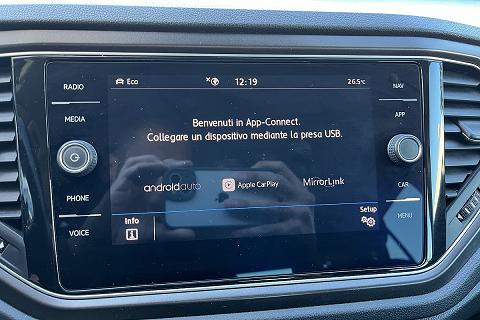 RADIO
MEDIA
PHONE
VOICE
Eco
12:19
26.5°C
Benvenuti in App-Connect.
Collegare un dispositivo mediante la presa USB.
androidauto
Apple CarPlay
MirrorLink
Info
Setup
NAV
APP
CAR
MENU